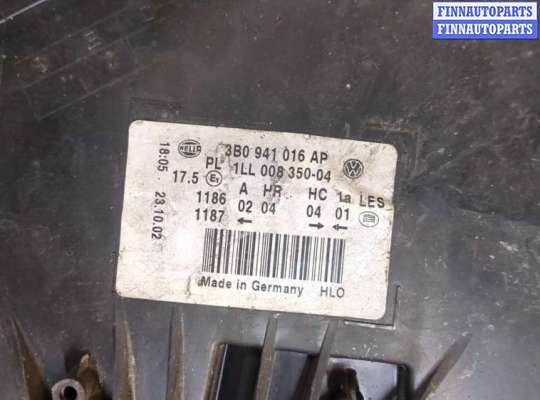 FINNAUTOPARTS
FINNAUTOPARTS
18:05
23.10.02
HELLA 3B0 941 016 AP
PL 1LL 008 350-04
17.5 E1 A HR HC 1a LES
1186 02 04 04 01
1187 ← → ←
Made in Germany HLO